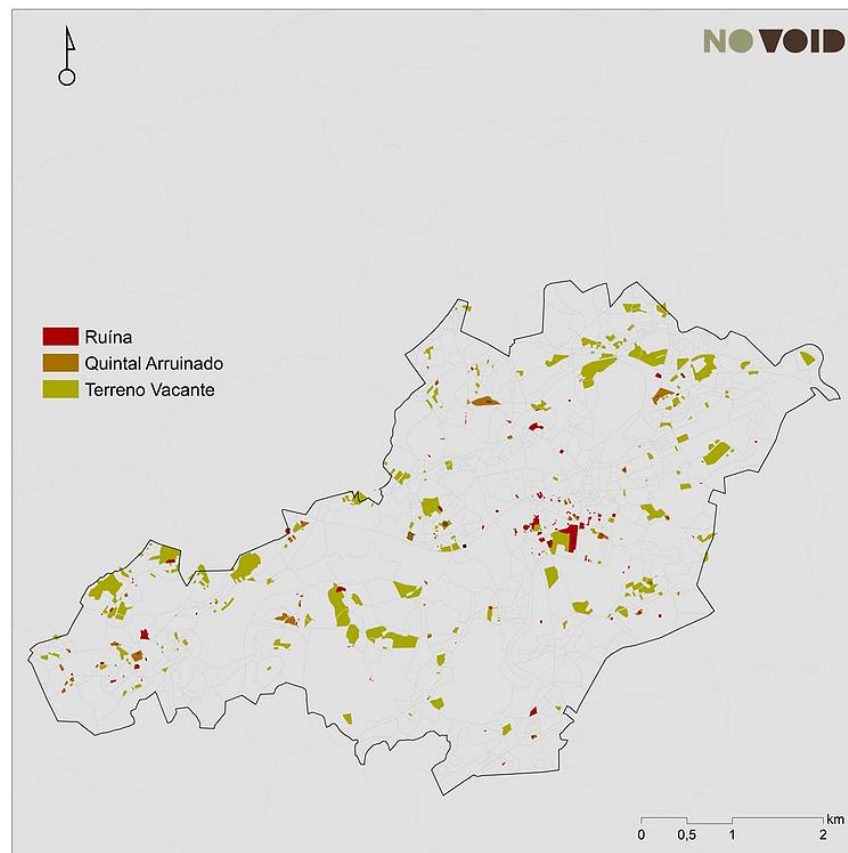 NO VOID
Ruína
Quintal Arruinado
Terreno Vacante
km
0 0,5 1 2